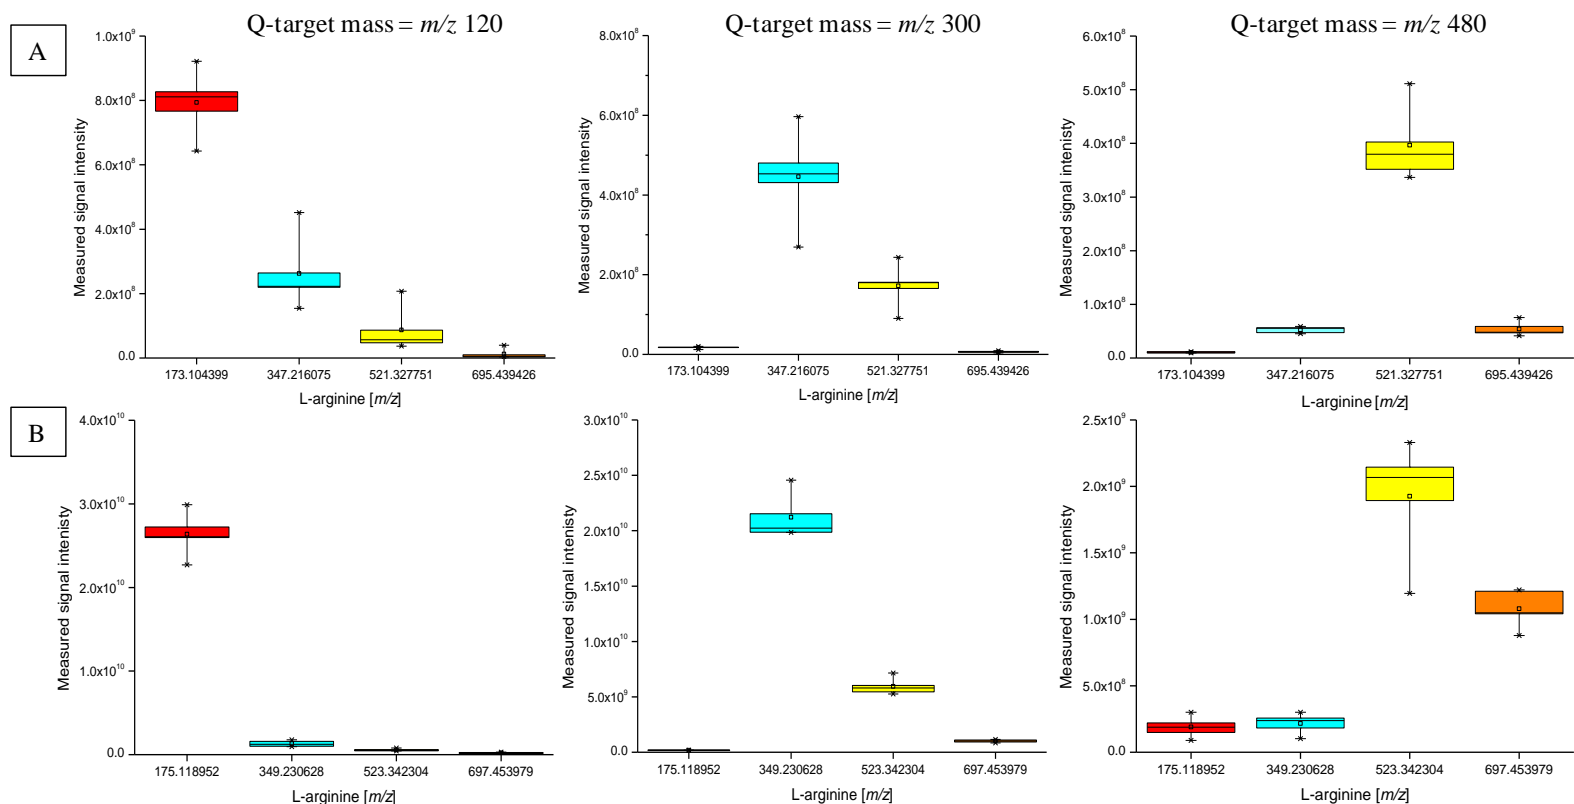 A
Q-target mass = m/z 120
Q-target mass = m/z 300
Q-target mass = m/z 480
Measured signal intenisty
1.0x10⁹
8.0x10⁸
6.0x10⁸
4.0x10⁸
2.0x10⁸
0.0
173.104399
347.216075
521.327751
695.439426
L-arginine [m/z]
Measured signal intenisty
8.0x10⁸
6.0x10⁸
4.0x10⁸
2.0x10⁸
0.0
173.104399
347.216075
521.327751
695.439426
L-arginine [m/z]
Measured signal intenisty
6.0x10⁸
5.0x10⁸
4.0x10⁸
3.0x10⁸
2.0x10⁸
1.0x10⁸
0.0
173.104399
347.216075
521.327751
695.439426
L-arginine [m/z]
B
Measured signal intenisty
4.0x10¹⁰
3.0x10¹⁰
2.0x10¹⁰
1.0x10¹⁰
0.0
175.118952
349.230628
523.342304
697.453979
L-arginine [m/z]
Measured signal intenisty
3.0x10¹⁰
2.5x10¹⁰
2.0x10¹⁰
1.5x10¹⁰
1.0x10¹⁰
5.0x10⁹
0.0
175.118952
349.230628
523.342304
697.453979
L-arginine [m/z]
Measured signal intenisty
2.5x10⁹
2.0x10⁹
1.5x10⁹
1.0x10⁹
5.0x10⁸
0.0
175.118952
349.230628
523.342304
697.453979
L-arginine [m/z]